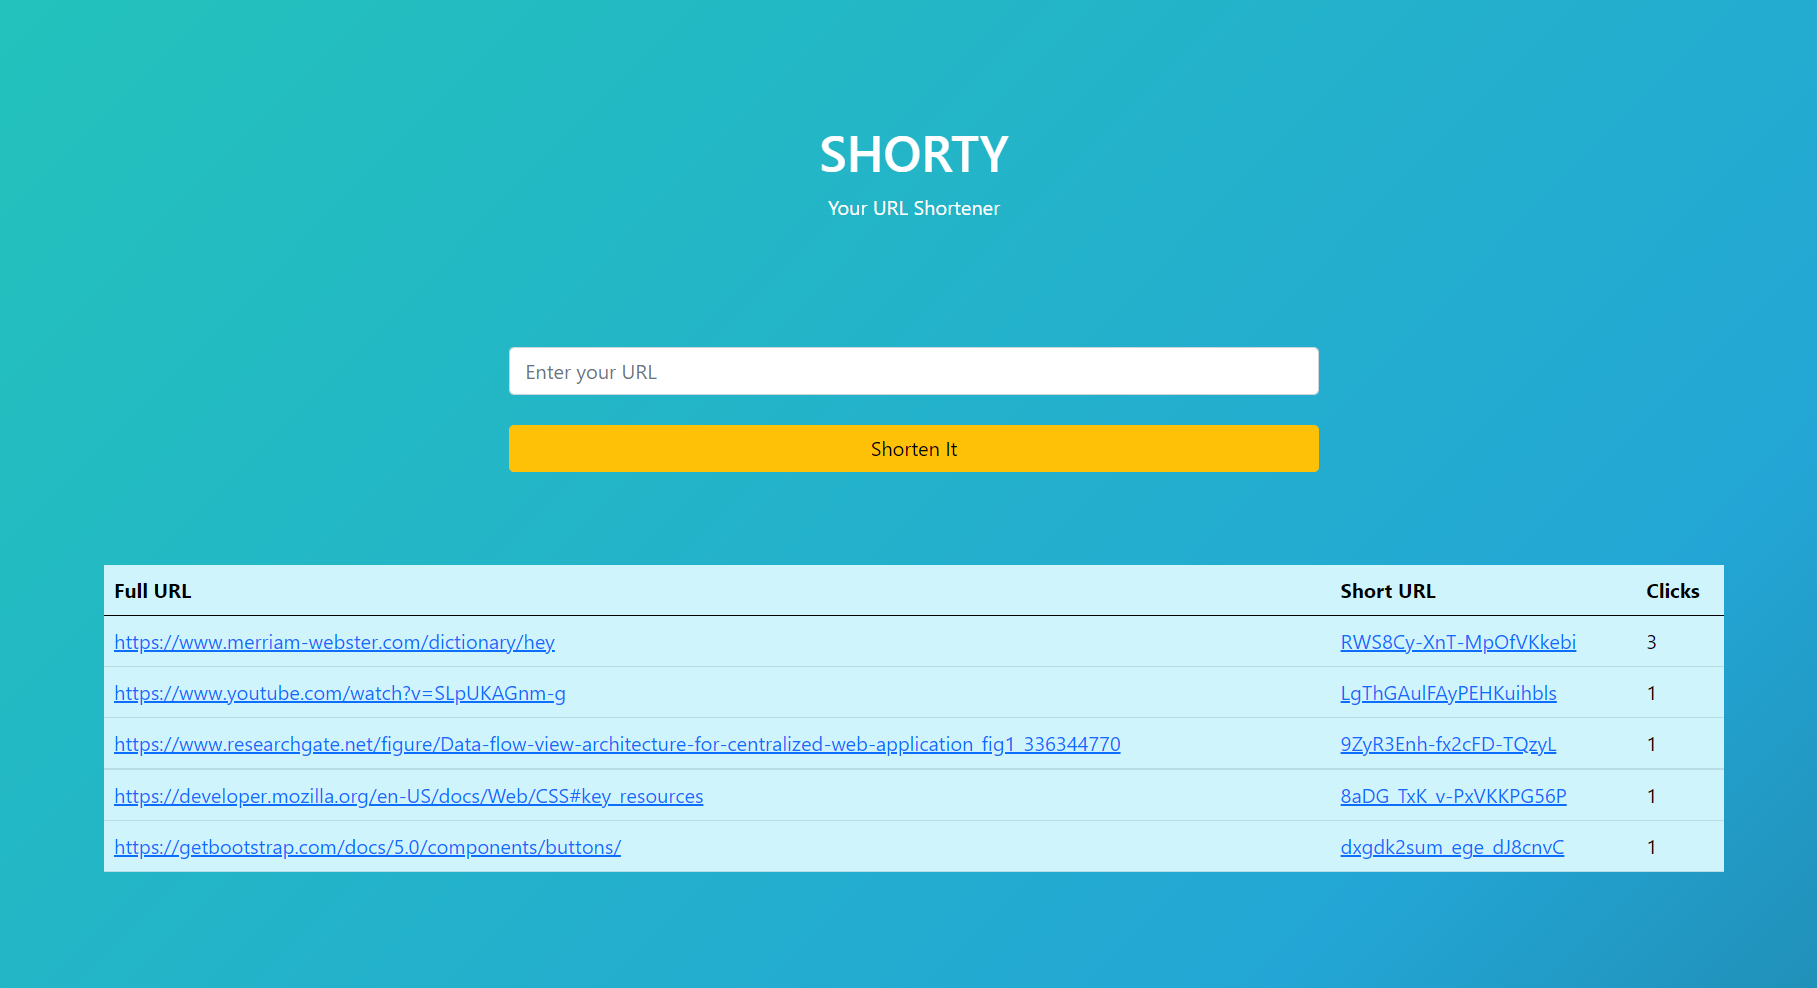 SHORTY
Your URL Shortener
Enter your URL
Shorten It
Full URL Short URL Clicks
https://www.merriam-webster.com/dictionary/hey RWS8Cy-XnT-MpOfVKkebi 3
https://www.youtube.com/watch?v=SLpUKAGnm-g LgThGAulFAyPEHKuihbls 1
https://www.researchgate.net/figure/Data-flow-view-architecture-for-centralized-web-application_fig1_336344770 9ZyR3Enh-fx2cFD-TQzyL 1
https://developer.mozilla.org/en-US/docs/Web/CSS#key_resources 8aDG_TxK_v-PxVKKPG56P 1
https://getbootstrap.com/docs/5.0/components/buttons/ dxgdk2sum_ege_dJ8cnvC 1